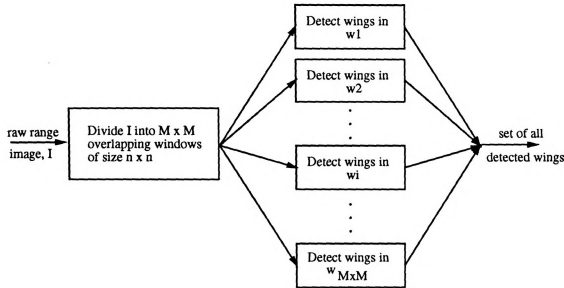 raw range
image, I
Divide I into M x M
overlapping windows
of size n x n
Detect wings in
w1
Detect wings in
w2
Detect wings in
wi
Detect wings in
w MxM
set of all
detected wings